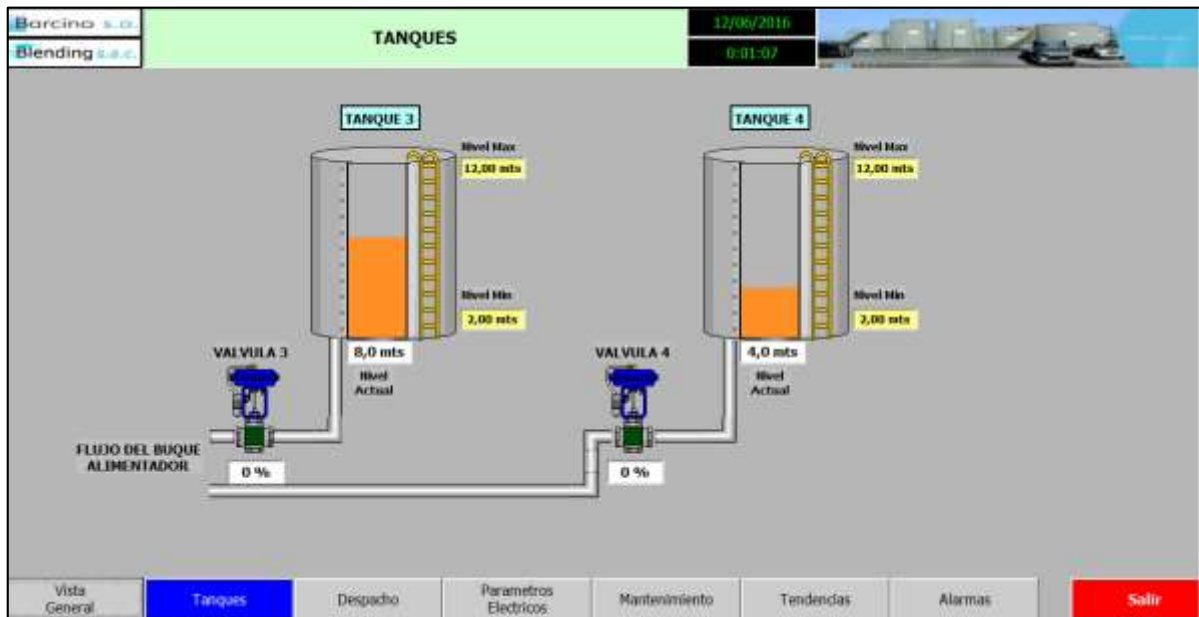 Barcino s.a.
Blending s.a.c.
TANQUES
12/06/2016
0:01:07
TANQUE 3
Nivel Max
12,00 mts
Nivel Min
2,00 mts
8,0 mts
Nivel
Actual
VALVULA 3
0 %
TANQUE 4
Nivel Max
12,00 mts
Nivel Min
2,00 mts
4,0 mts
Nivel
Actual
VALVULA 4
0 %
FLUJO DEL BUQUE
ALIMENTADOR
Vista
General
Tanques
Despacho
Parametros
Electricos
Mantenimiento
Tendencias
Alarmas
Salir